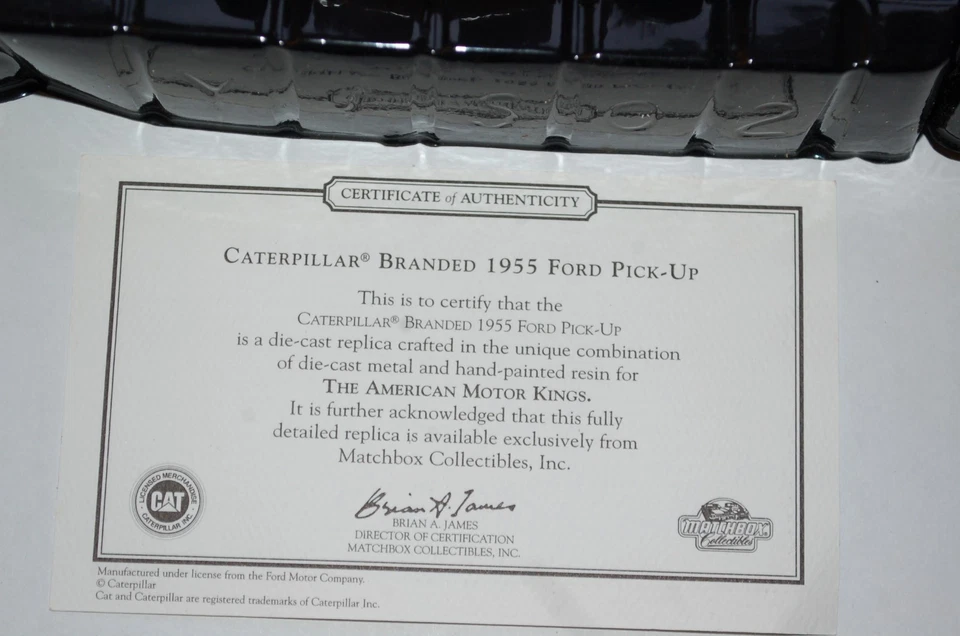 CERTIFICATE of AUTHENTICITY
CATERPILLAR® BRANDED 1955 FORD PICK-UP
This is to certify that the
CATERPILLAR® BRANDED 1955 FORD PICK-UP
is a die-cast replica crafted in the unique combination
of die-cast metal and hand-painted resin for
THE AMERICAN MOTOR KINGS.
It is further acknowledged that this fully
detailed replica is available exclusively from
Matchbox Collectibles, Inc.
LICENSED MERCHANDISE
CAT
CATERPILLAR INC.
Brian A. James
BRIAN A. JAMES
DIRECTOR OF CERTIFICATION
MATCHBOX COLLECTIBLES, INC.
MATCHBOX
Collectibles
Manufactured under license from the Ford Motor Company.
© Caterpillar
Cat and Caterpillar are registered trademarks of Caterpillar Inc.